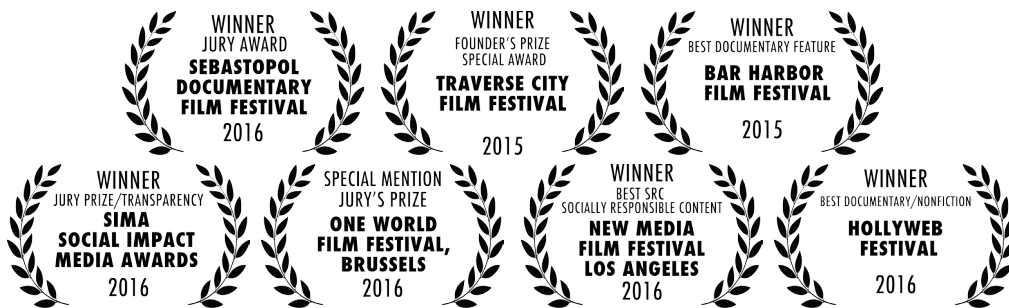 WINNER
JURY AWARD
SEBASTOPOL
DOCUMENTARY
FILM FESTIVAL
2016
WINNER
FOUNDER'S PRIZE
SPECIAL AWARD
TRAVERSE CITY
FILM FESTIVAL
2015
WINNER
BEST DOCUMENTARY FEATURE
BAR HARBOR
FILM FESTIVAL
2015
WINNER
JURY PRIZE/TRANSPARENCY
SIMA
SOCIAL IMPACT
MEDIA AWARDS
2016
SPECIAL MENTION
JURY'S PRIZE
ONE WORLD
FILM FESTIVAL,
BRUSSELS
2016
WINNER
BEST SRC
SOCIALLY RESPONSIBLE CONTENT
NEW MEDIA
FILM FESTIVAL
LOS ANGELES
2016
WINNER
BEST DOCUMENTARY/NONFICTION
HOLLYWEB
FESTIVAL
2016